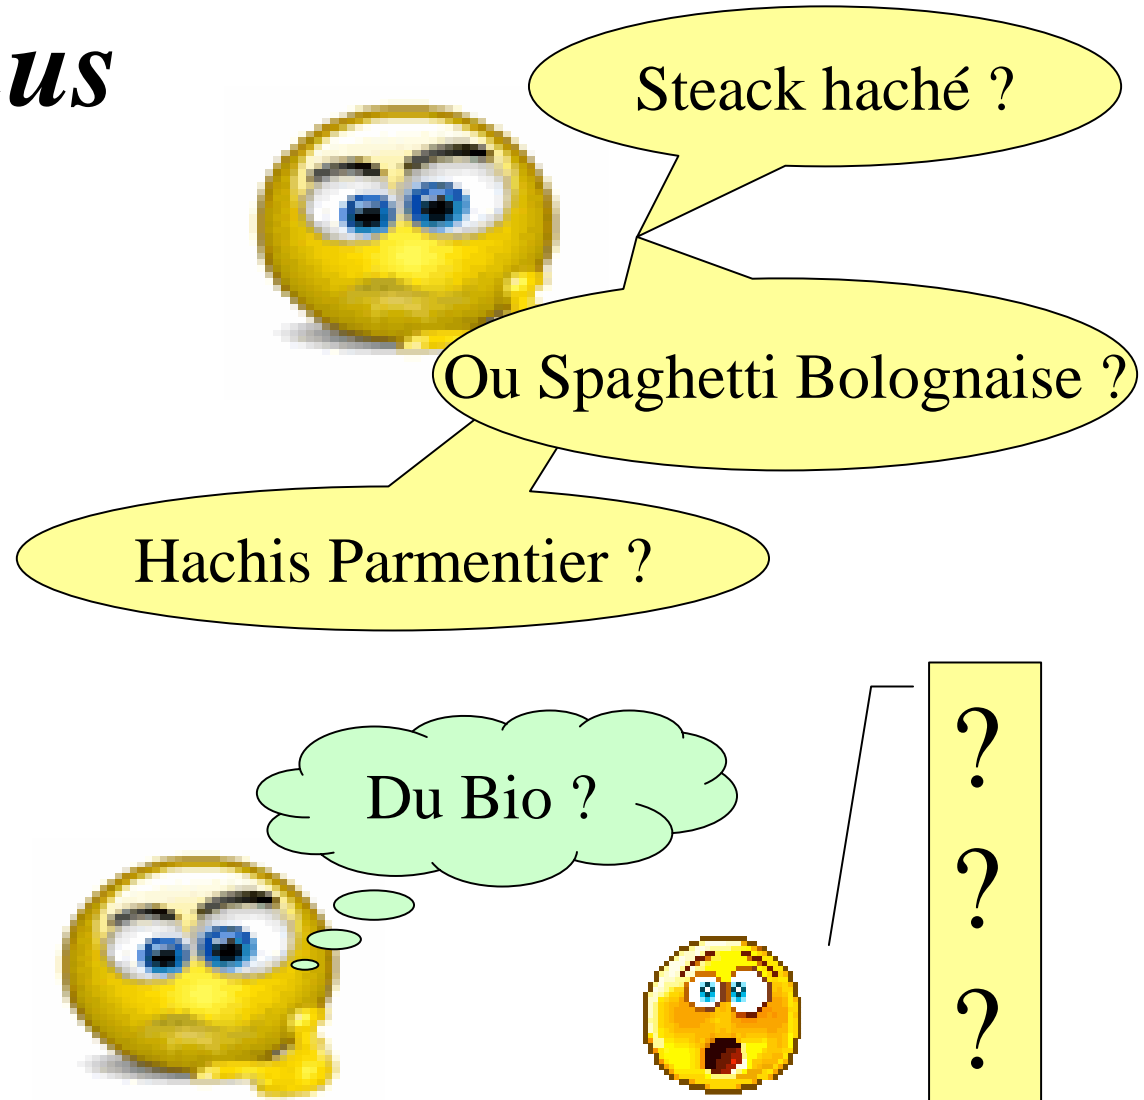 us
Steack haché ?
Ou Spaghetti Bolognaise ?
Hachis Parmentier ?
Du Bio ?
?
?
?